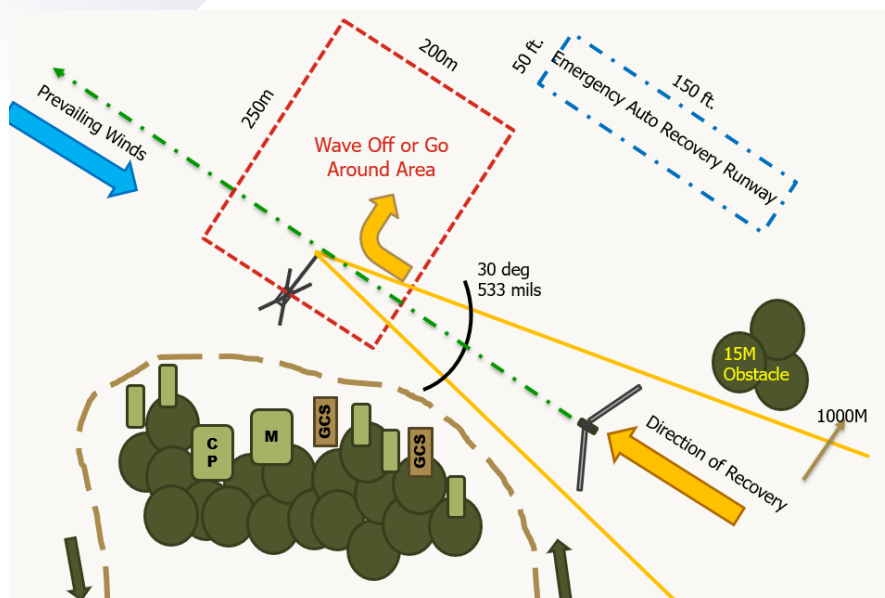 200m
50 ft.
Emergency Auto Recovery Runway
150 ft.
250m
Prevailing Winds
Wave Off or Go
Around Area
30 deg
533 mils
15M
Obstacle
1000M
Direction of Recovery
C
P
M
GCS
GCS